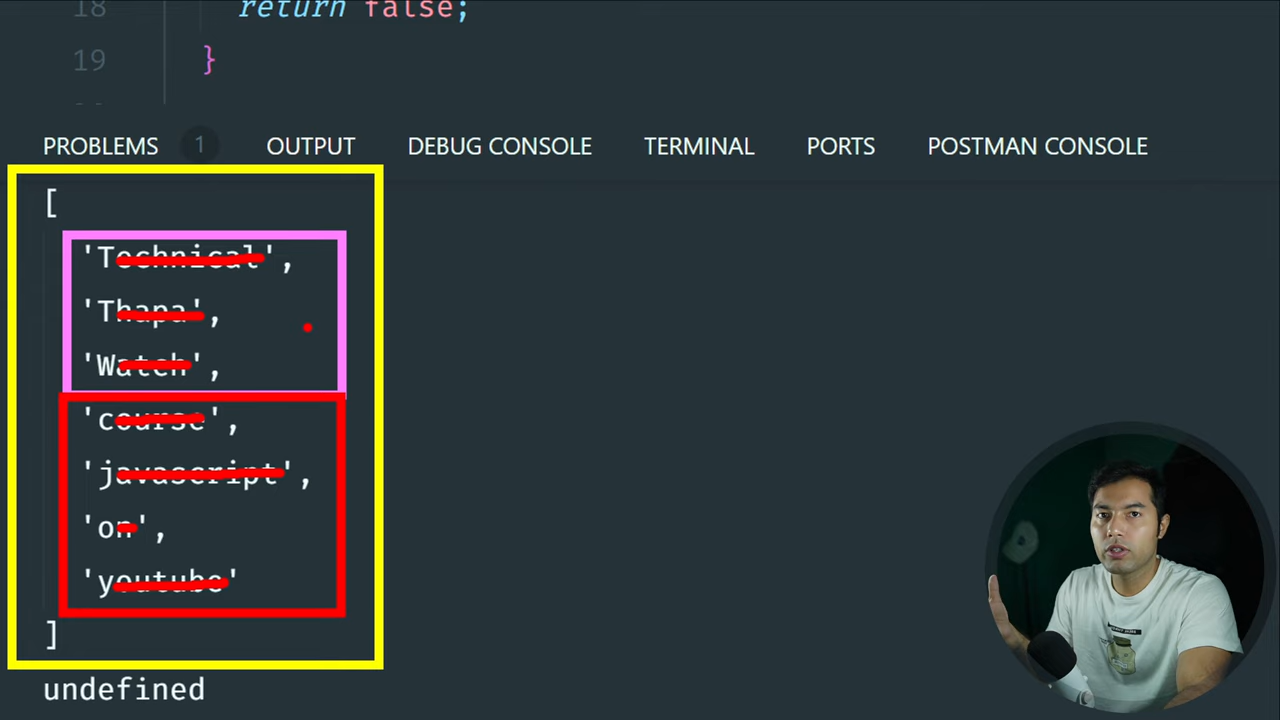 18 return false;
19 }
PROBLEMS 1 OUTPUT DEBUG CONSOLE TERMINAL PORTS POSTMAN CONSOLE
[
'Technical',
'Thapa',
'Watch',
'course',
'javascript',
'on',
'youtube'
]
undefined